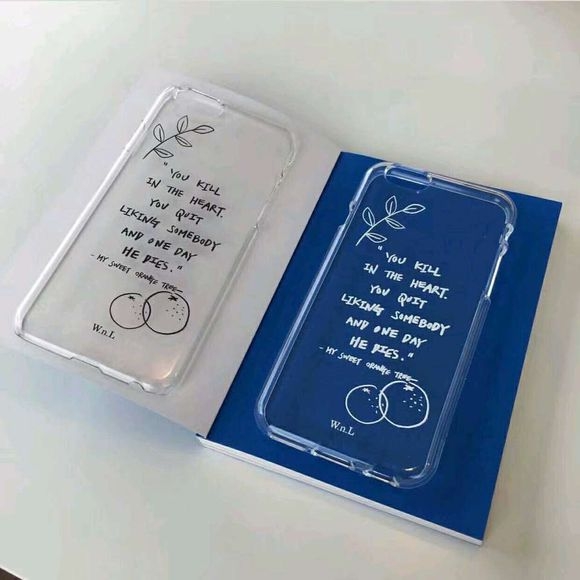 "YOU KILL
IN THE HEART.
YOU QUIT
LIKING SOMEBODY
AND ONE DAY
HE DIES."
- MY SWEET ORANGE TREE -
W.n.L
"YOU KILL
IN THE HEART.
YOU QUIT
LIKING SOMEBODY
AND ONE DAY
HE DIES."
- MY SWEET ORANGE TREE -
W.n.L